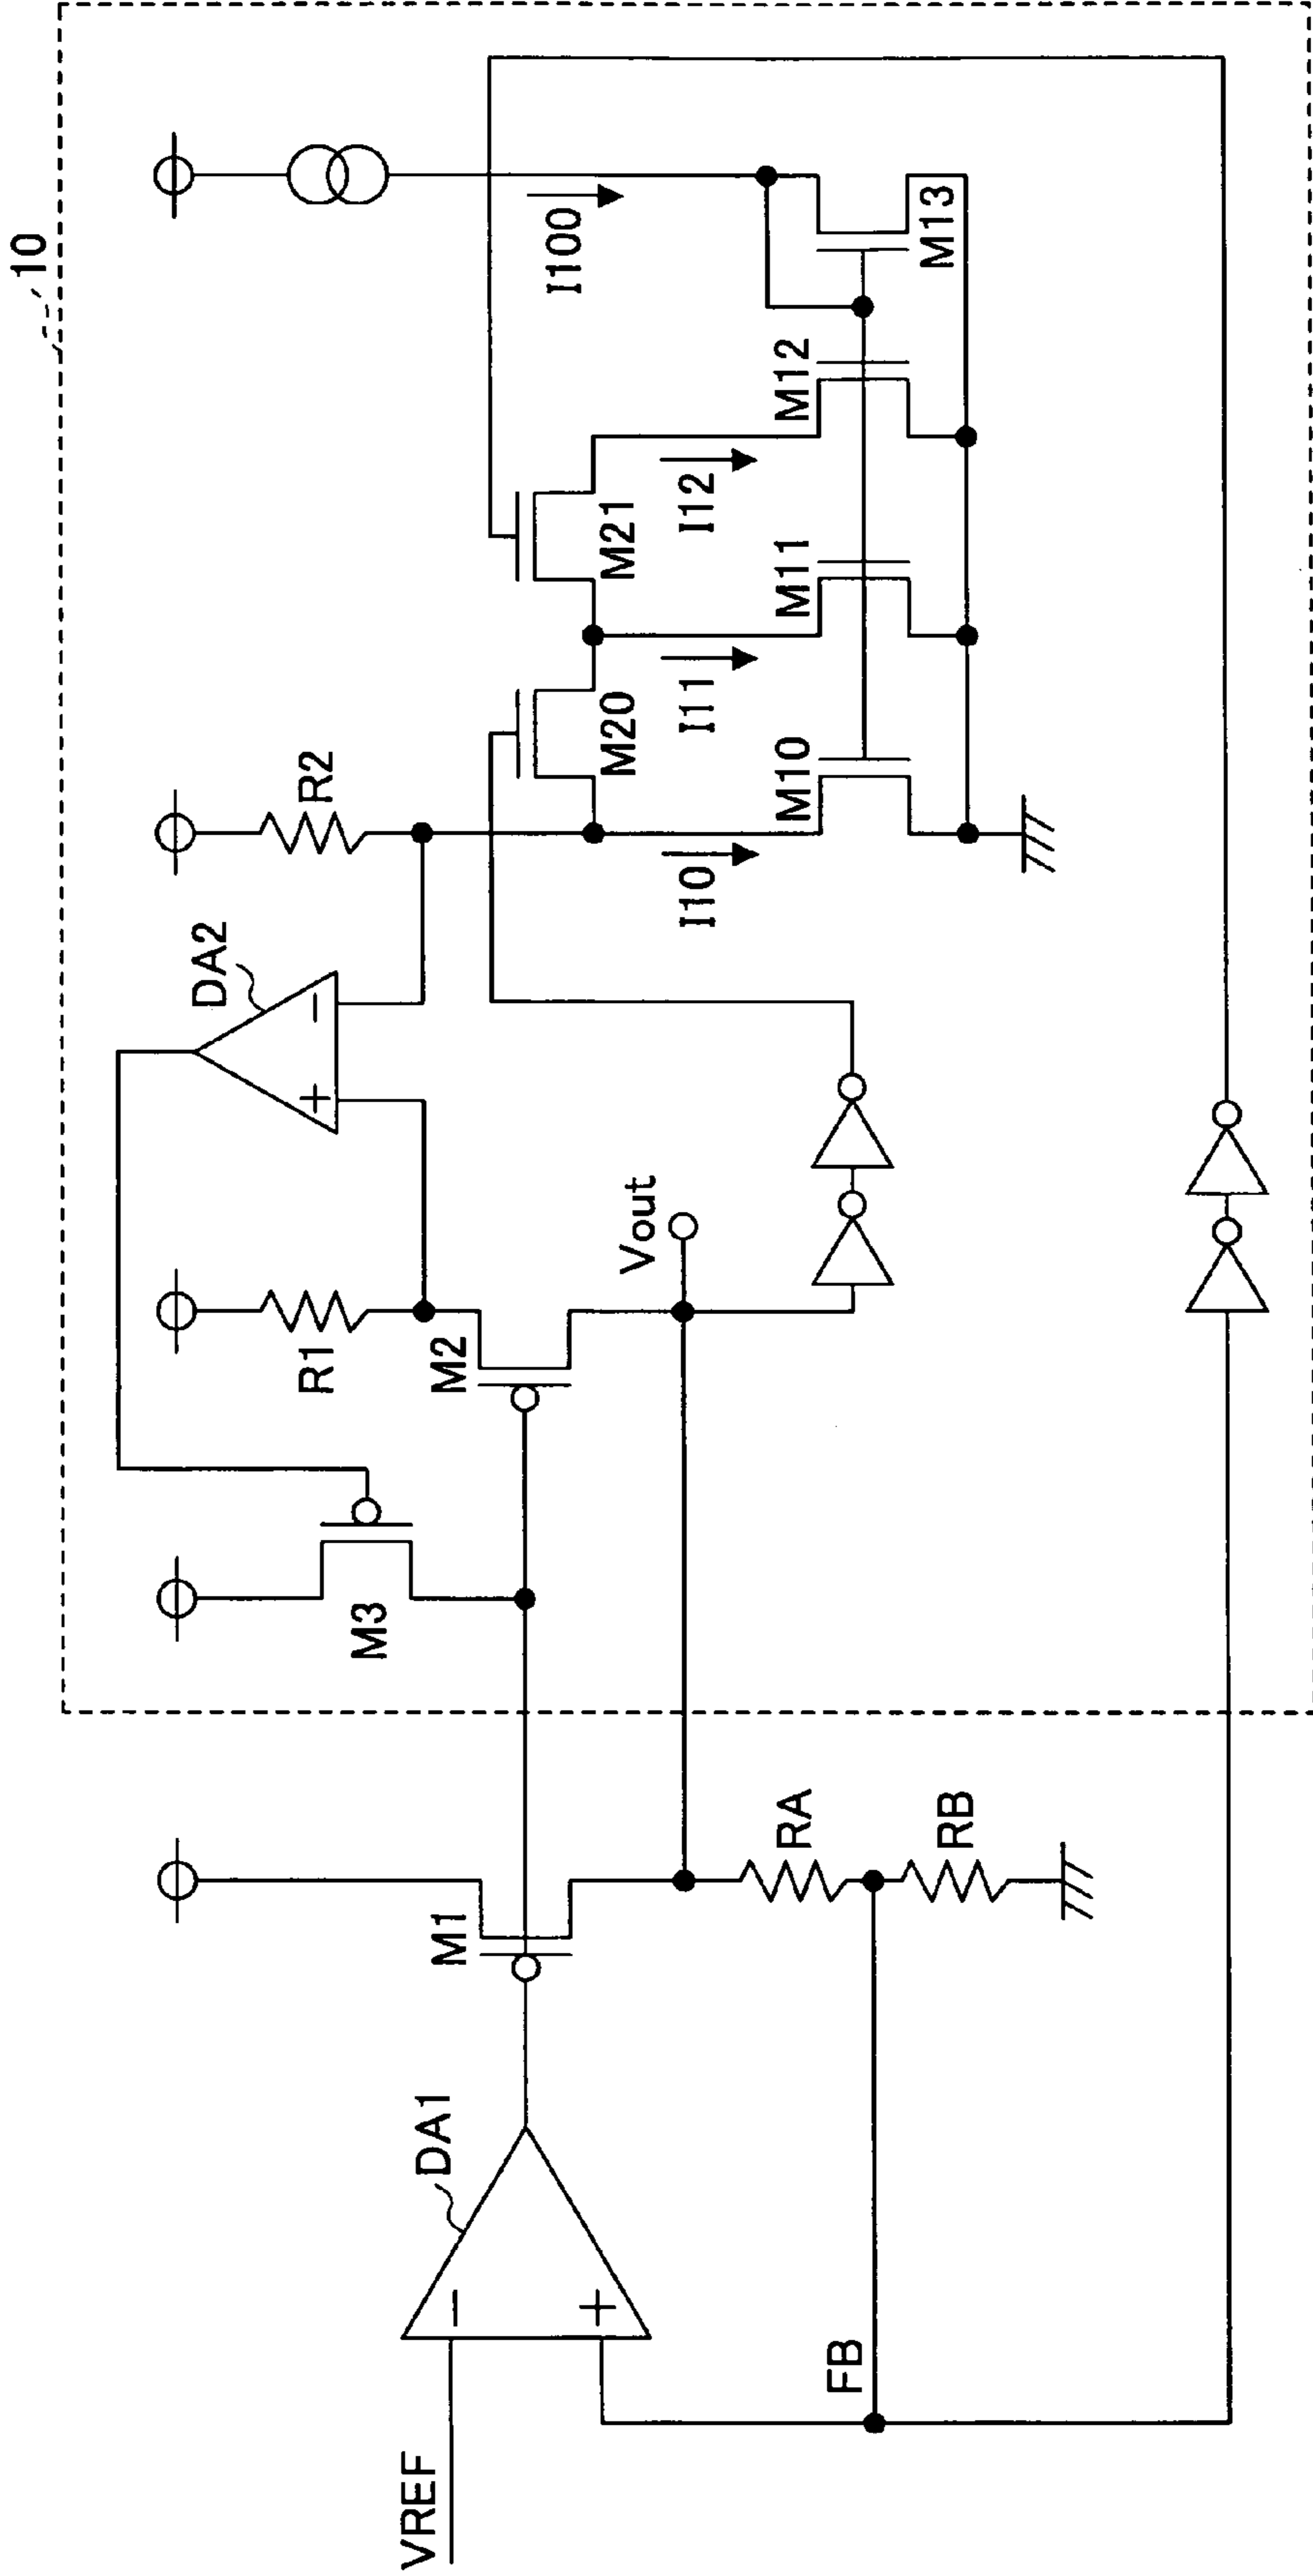 10
VREF
DA1
−
+
FB
M1
RA
RB
M3
R1
M2
Vout
DA2
+
−
R2
I10
M10
M20
I11
M11
M21
I12
M12
I100
M13